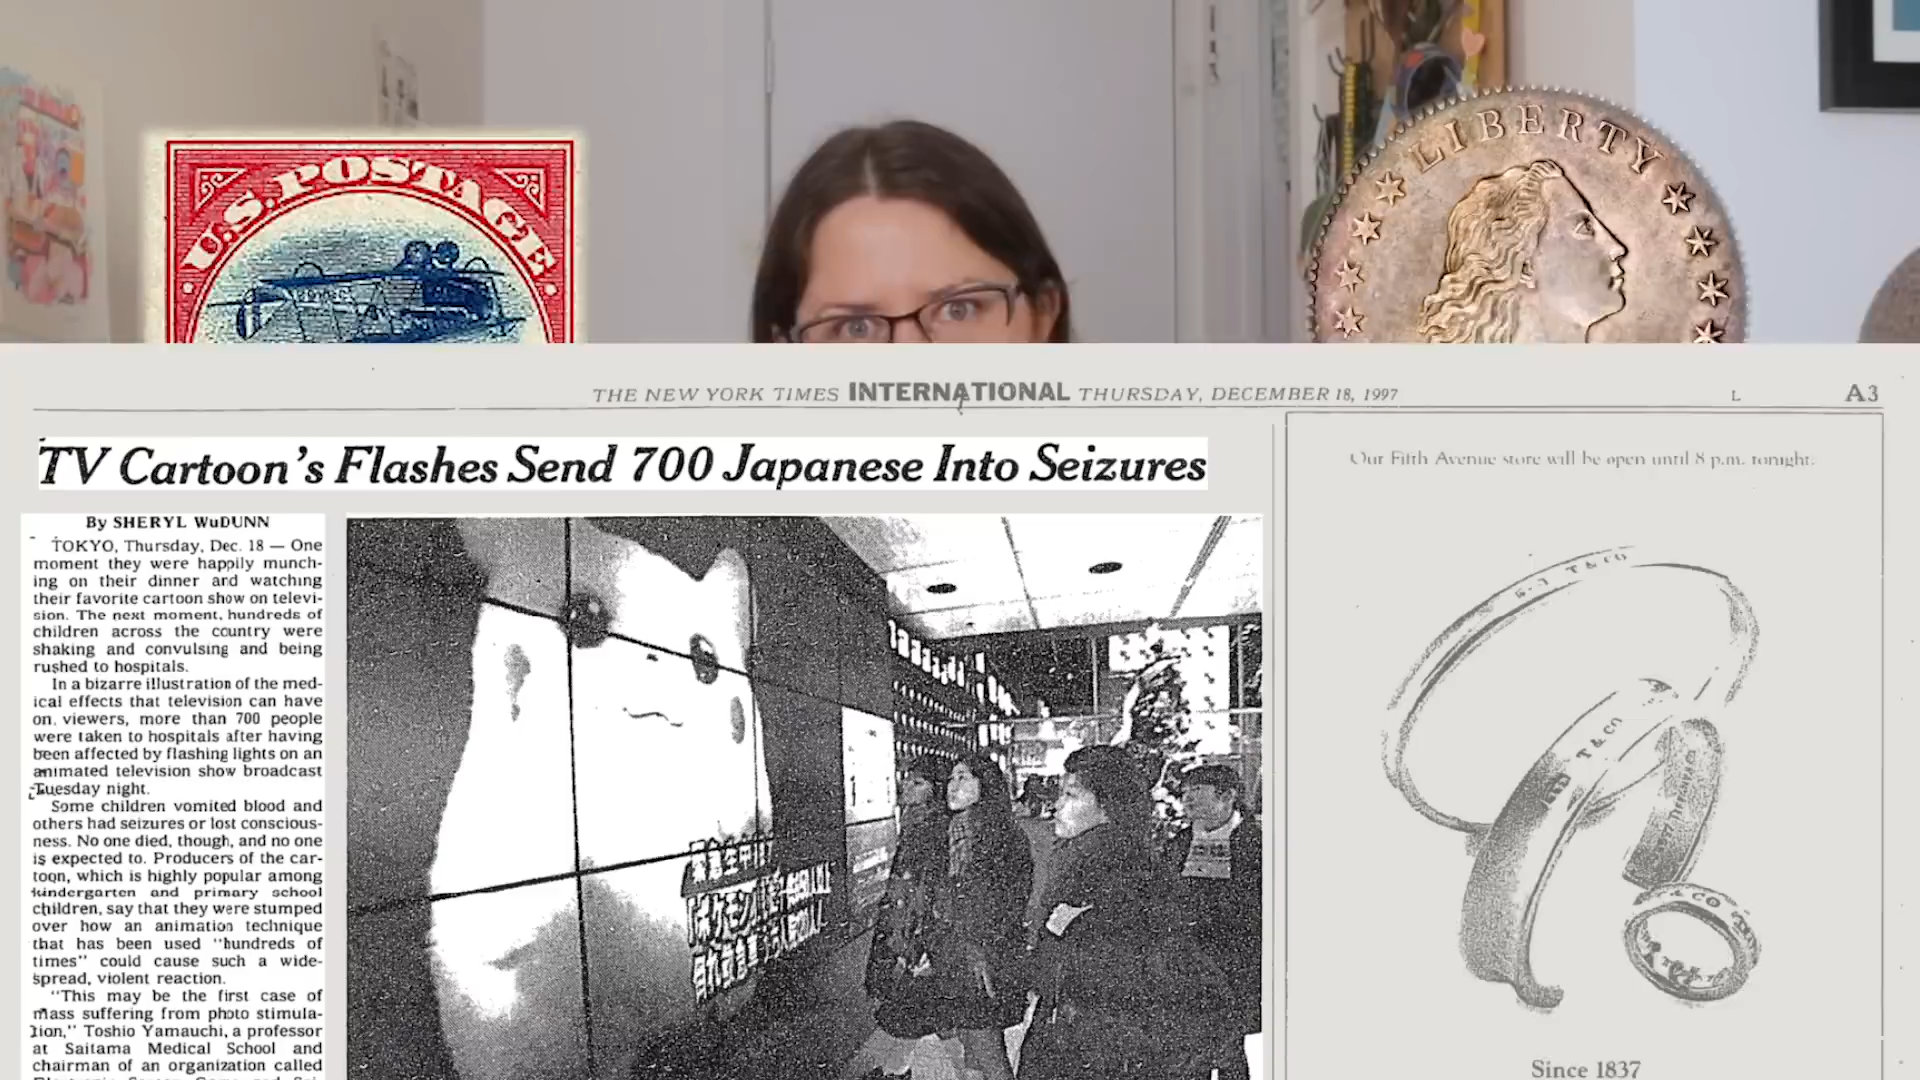 U.S. POSTAGE
LIBERTY
THE NEW YORK TIMES INTERNATIONAL THURSDAY, DECEMBER 18, 1997
L
A3
TV Cartoon's Flashes Send 700 Japanese Into Seizures
By SHERYL WuDUNN
TOKYO, Thursday, Dec. 18 — One
moment they were happily munch-
ing on their dinner and watching
their favorite cartoon show on televi-
sion. The next moment, hundreds of
children across the country were
shaking and convulsing and being
rushed to hospitals.
In a bizarre illustration of the med-
ical effects that television can have
on viewers, more than 700 people
were taken to hospitals after having
been affected by flashing lights on an
animated television show broadcast
Tuesday night.
Some children vomited blood and
others had seizures or lost conscious-
ness. No one died, though, and no one
is expected to. Producers of the car-
toon, which is highly popular among
kindergarten and primary school
children, say that they were stumped
over how an animation technique
that has been used "hundreds of
times" could cause such a wide-
spread, violent reaction.
"This may be the first case of
mass suffering from photo stimula-
tion," Toshio Yamauchi, a professor
at Saitama Medical School and
chairman of an organization called
Our Fifth Avenue store will be open until 8 p.m. tonight.
T & CO
T & CO
Since 1837